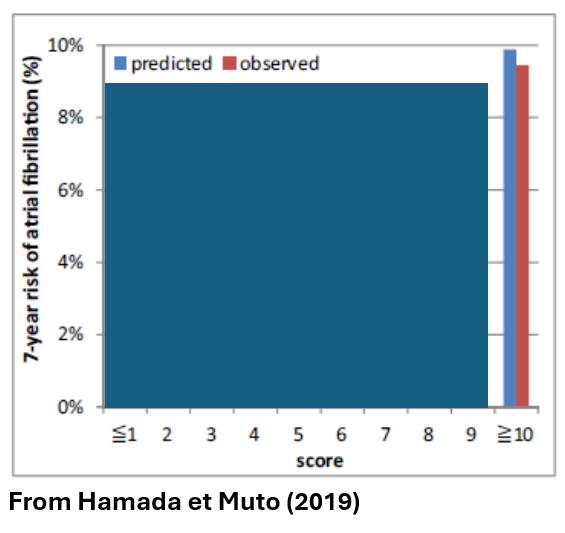 10%
predicted observed
8%
6%
4%
2%
0%
7-year risk of atrial fibrillation (%)
≦1 2 3 4 5 6 7 8 9 ≧10
score
From Hamada et Muto (2019)